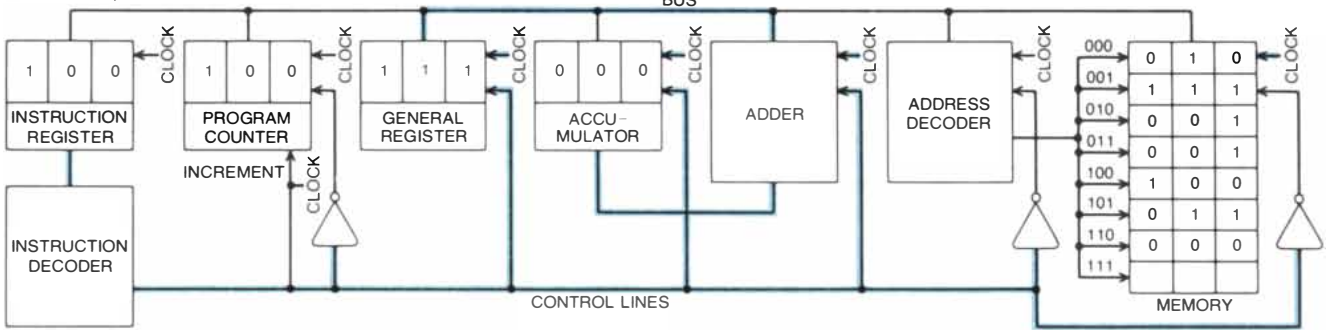 BUS
1 0 0
CLOCK
INSTRUCTION
REGISTER
1 0 0
CLOCK
PROGRAM
COUNTER
INCREMENT
CLOCK
1 1 1
CLOCK
GENERAL
REGISTER
0 0 0
CLOCK
ACCU-
MULATOR
CLOCK
ADDER
CLOCK
ADDRESS
DECODER
000
0 1 0
CLOCK
001
1 1 1
010
0 0 1
011
0 0 1
100
1 0 0
101
0 1 1
110
0 0 0
111
MEMORY
INSTRUCTION
DECODER
CONTROL LINES